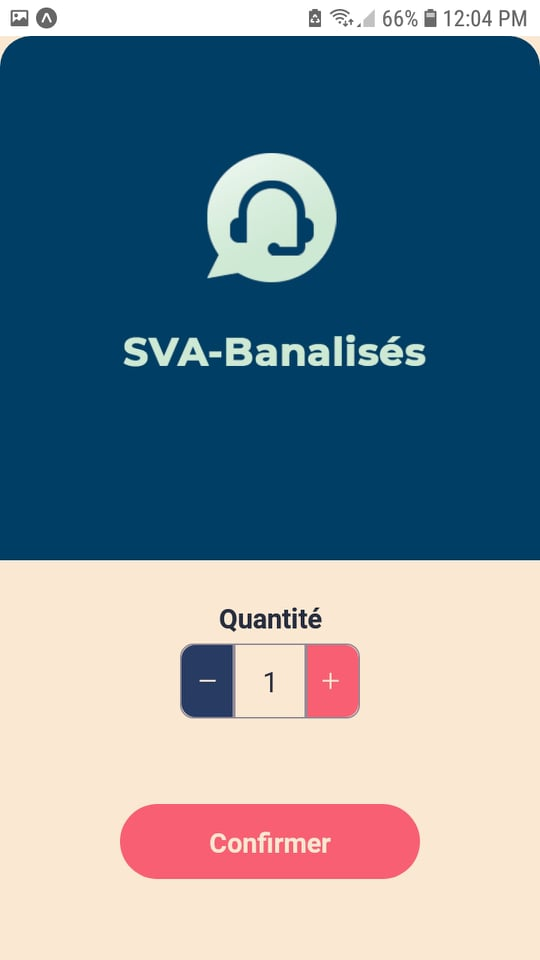 66% 12:04 PM
SVA-Banalisés
Quantité
− 1 +
Confirmer